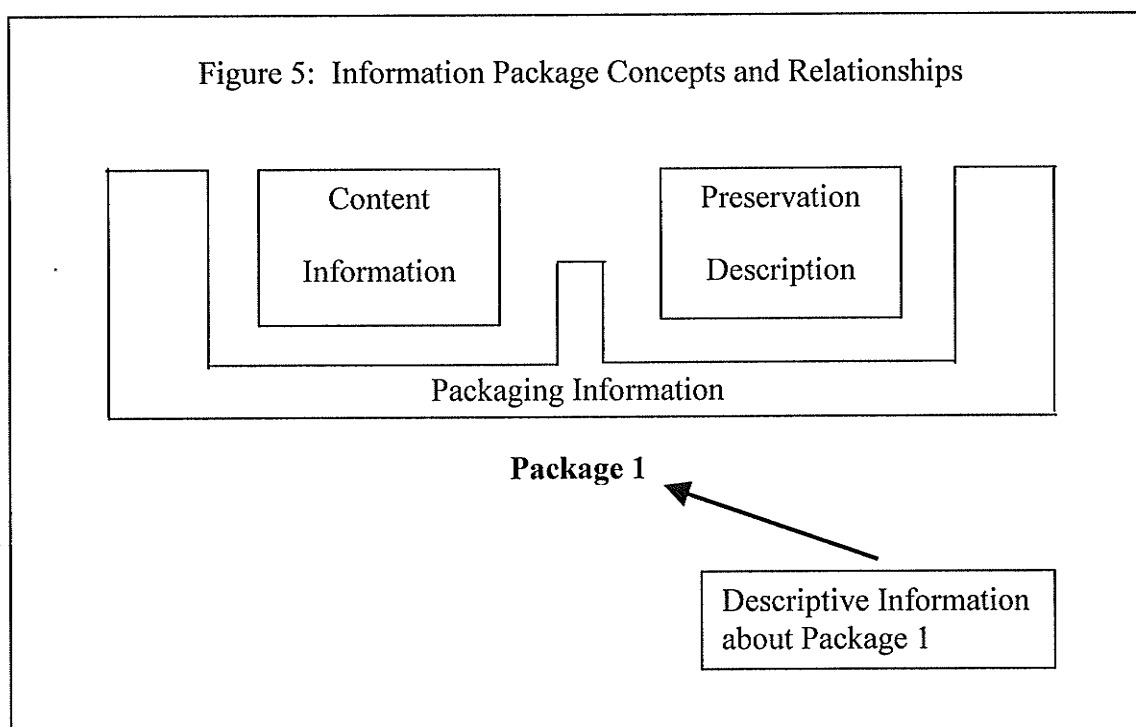 Figure 5: Information Package Concepts and Relationships
Content
Information
Preservation
Description
Packaging Information
Package 1
Descriptive Information
about Package 1